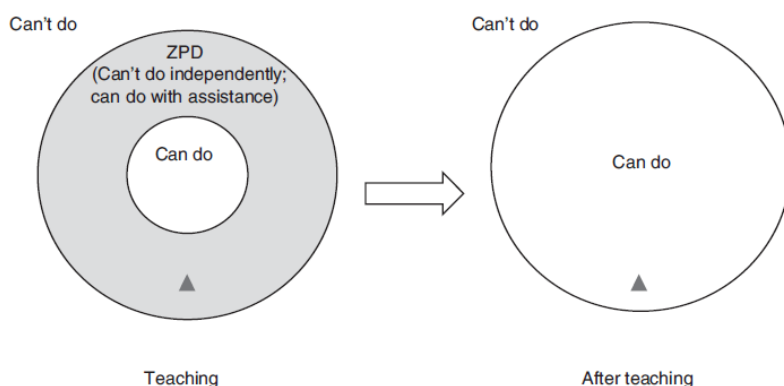 Can't do
ZPD
(Can't do independently;
can do with assistance)
Can do
Teaching
Can't do
Can do
After teaching